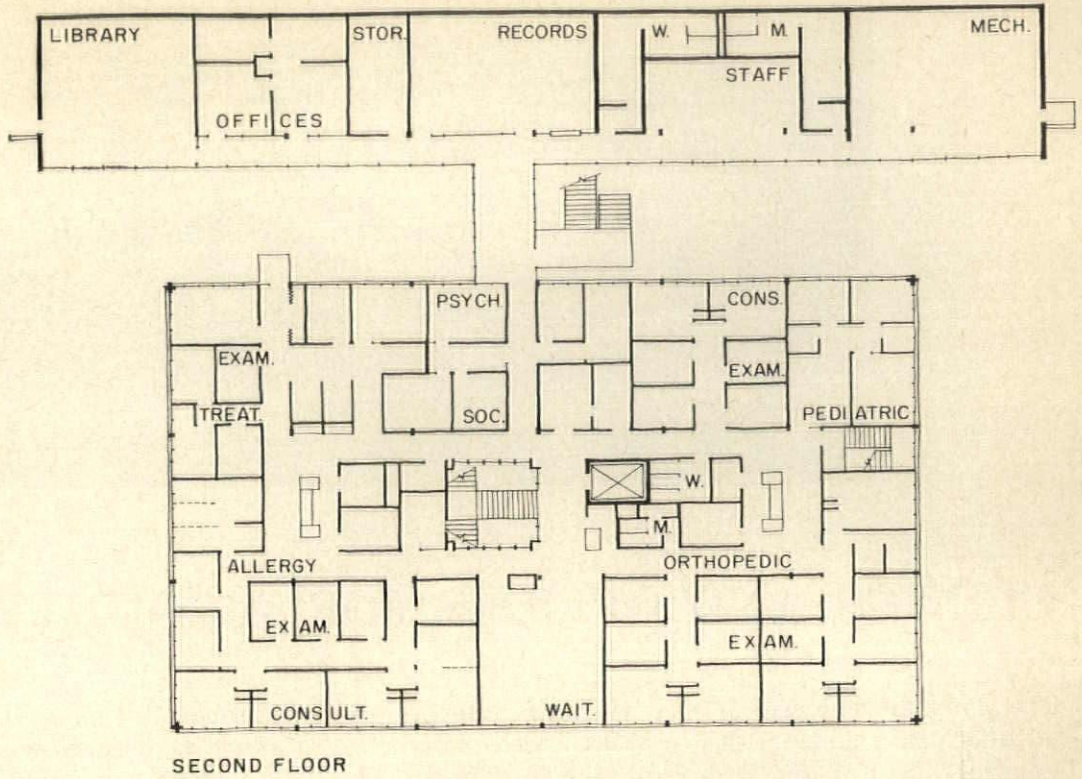 LIBRARY
STOR.
RECORDS
W.
M.
MECH.
STAFF
OFFICES
PSYCH.
CONS.
EXAM.
EXAM.
TREAT.
SOC.
PEDIATRIC
W.
M.
ALLERGY
ORTHOPEDIC
EXAM.
EXAM.
CONSULT.
WAIT.
SECOND FLOOR